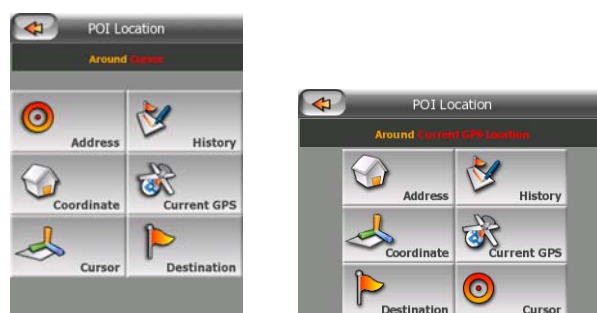 POI Location
Around Cursor
Address History
Coordinate Current GPS
Cursor Destination
POI Location
Around Current GPS Location
Address History
Coordinate Current GPS
Destination Cursor